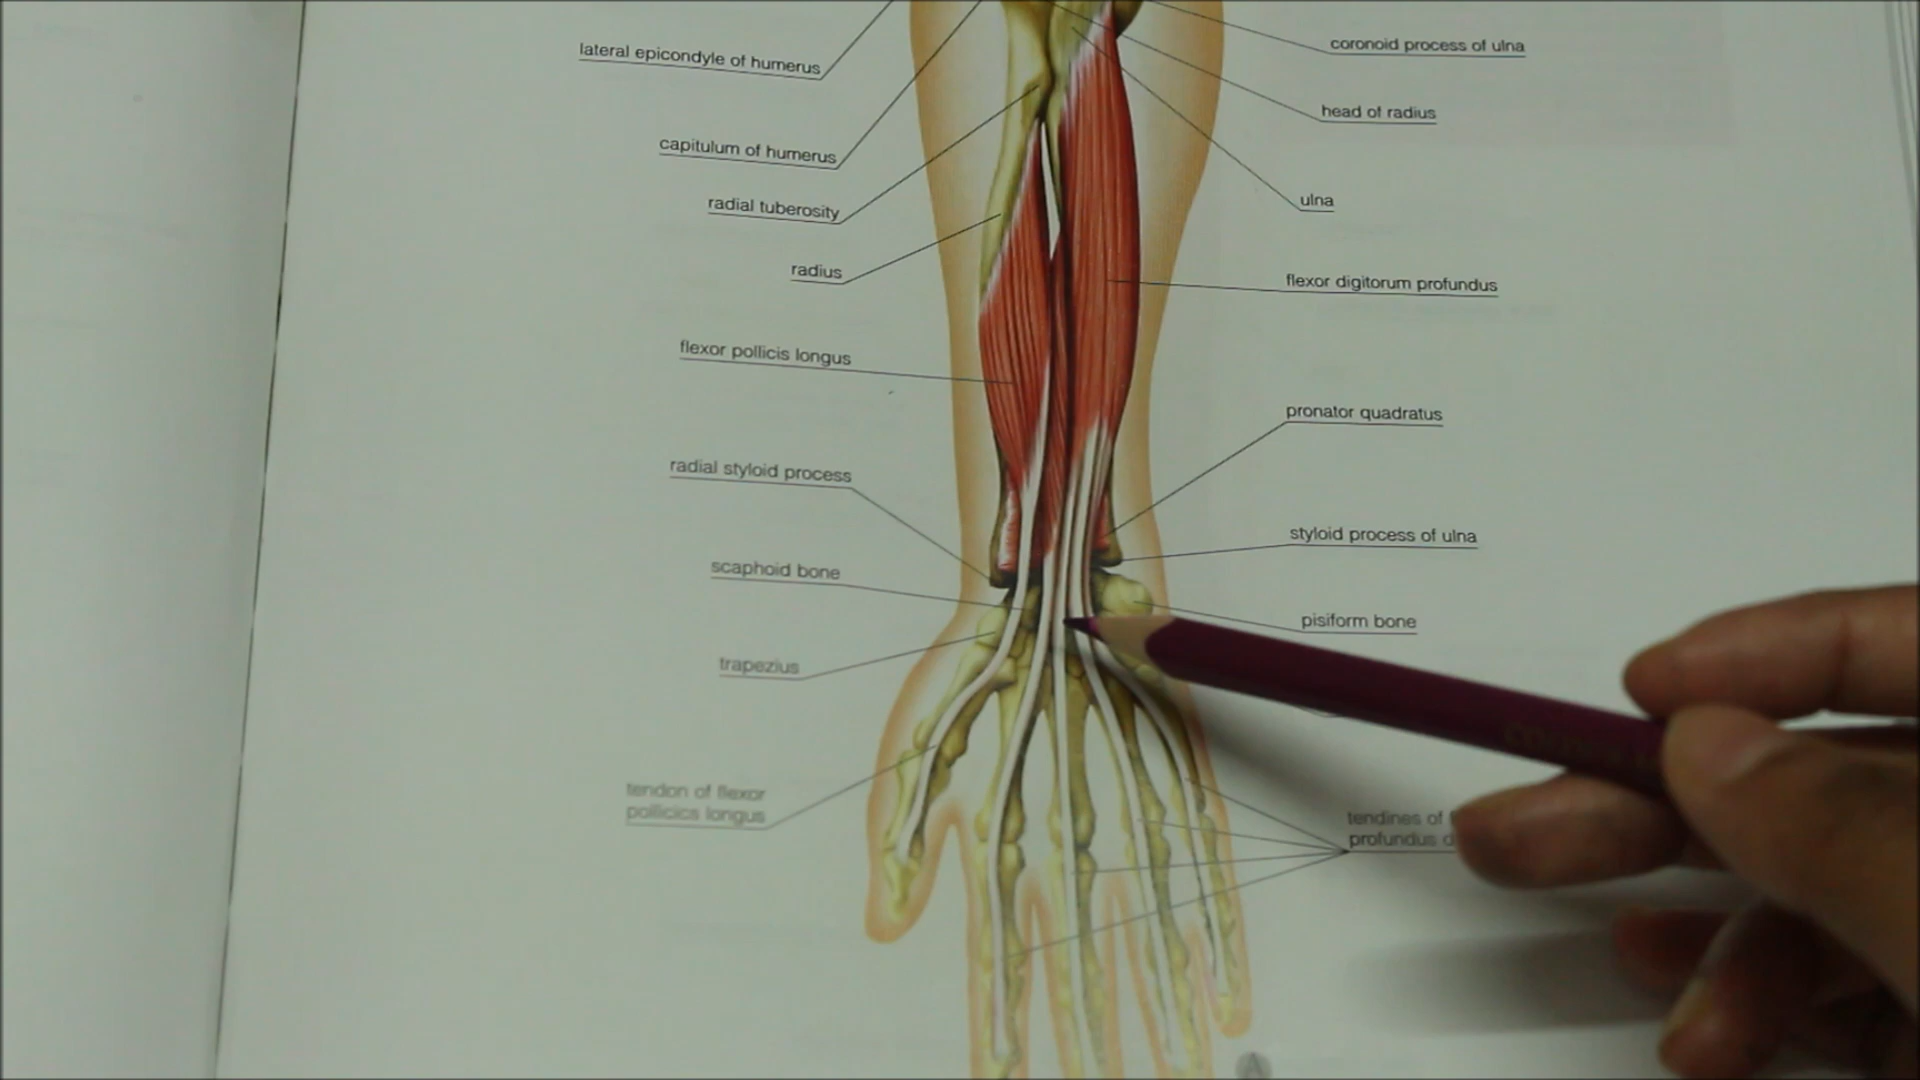 lateral epicondyle of humerus
capitulum of humerus
radial tuberosity
radius
flexor pollicis longus
radial styloid process
scaphoid bone
trapezius
tendon of flexor
pollicics longus
coronoid process of ulna
head of radius
ulna
flexor digitorum profundus
pronator quadratus
styloid process of ulna
pisiform bone
tendines of
profundus d
A